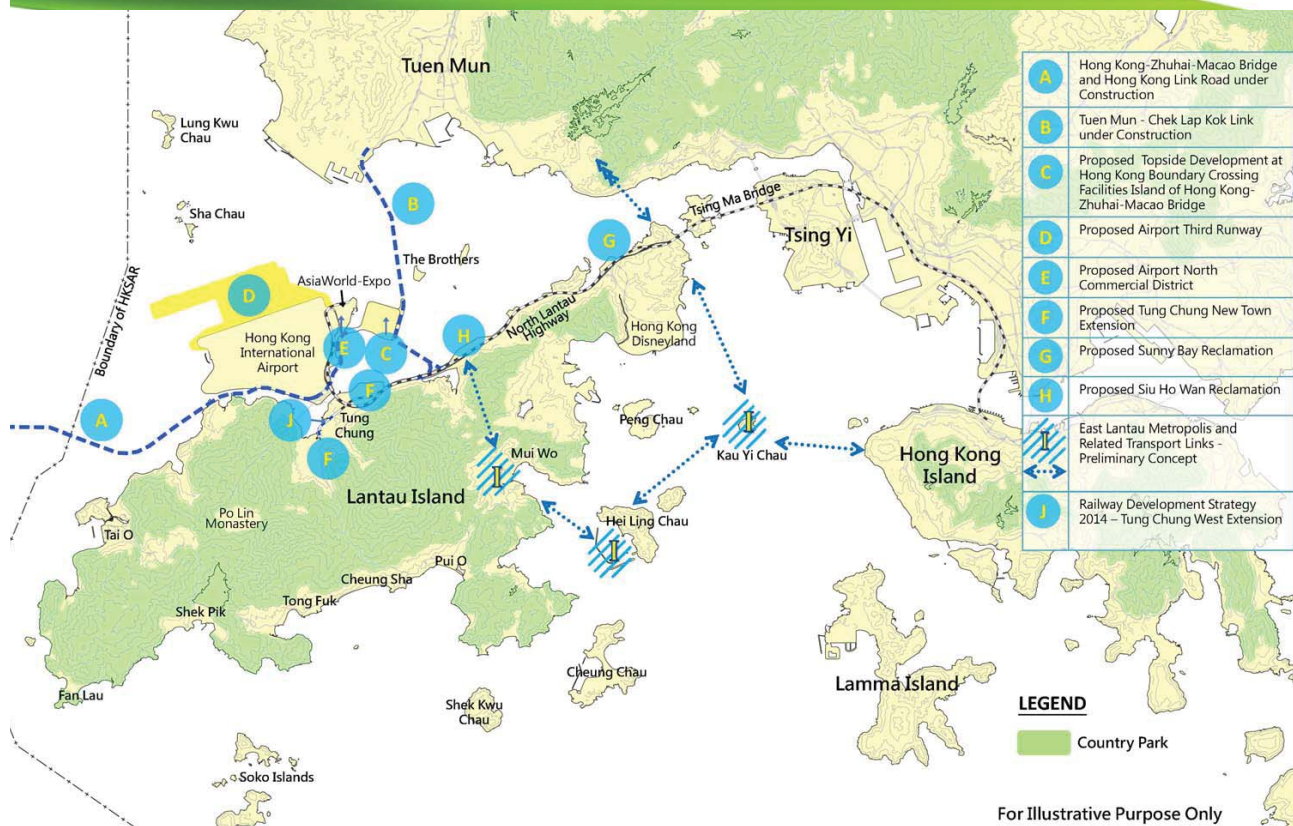 Tuen Mun
Lung Kwu
Chau
Sha Chau
Boundary of HKSAR
B
The Brothers
AsiaWorld-Expo
D
Hong Kong
International
Airport
E
C
H
G
North Lantau
Highway
Tsing Ma Bridge
Tsing Yi
Hong Kong
Disneyland
A
J
F
Tung
Chung
F
Mui Wo
I
Peng Chau
I
Kau Yi Chau
Hong Kong
Island
Lantau Island
Po Lin
Monastery
Tai O
Hei Ling Chau
I
Pui O
Cheung Sha
Tong Fuk
Shek Pik
Fan Lau
Cheung Chau
Shek Kwu
Chau
Lamma Island
Soko Islands
A
Hong Kong-Zhuhai-Macao Bridge
and Hong Kong Link Road under
Construction
B
Tuen Mun - Chek Lap Kok Link
under Construction
C
Proposed Topside Development at
Hong Kong Boundary Crossing
Facilities Island of Hong Kong-
Zhuhai-Macao Bridge
D
Proposed Airport Third Runway
E
Proposed Airport North
Commercial District
F
Proposed Tung Chung New Town
Extension
G
Proposed Sunny Bay Reclamation
H
Proposed Siu Ho Wan Reclamation
I
East Lantau Metropolis and
Related Transport Links -
Preliminary Concept
J
Railway Development Strategy
2014 – Tung Chung West Extension
LEGEND
Country Park
For Illustrative Purpose Only